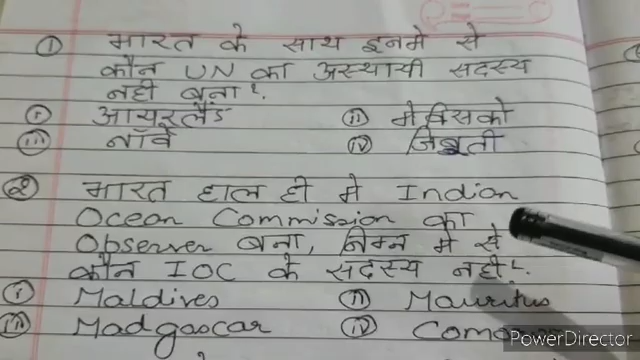 ① भारत के साथ इनमे से
कौन UN का अस्थायी सदस्य
नही बना?
(i) आयरलैंड (ii) मेक्सिको
(iii) नॉर्वे (iv) जिबूती
② भारत हाल ही मे Indian
Ocean Commission का
Observer बना, निम्न मे से
कौन IOC के सदस्य नही?
(i) Maldives (ii) Mauritus
(iii) Madgascar (iv)
PowerDirector